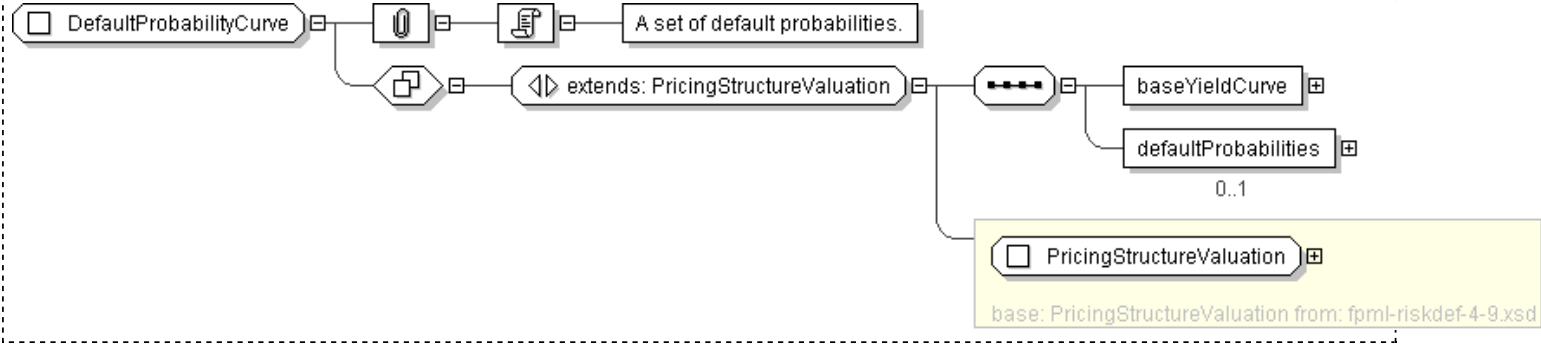 DefaultProbabilityCurve
A set of default probabilities.
extends: PricingStructureValuation
baseYieldCurve
defaultProbabilities
0..1
PricingStructureValuation
base: PricingStructureValuation from: fpml-riskdef-4-9.xsd